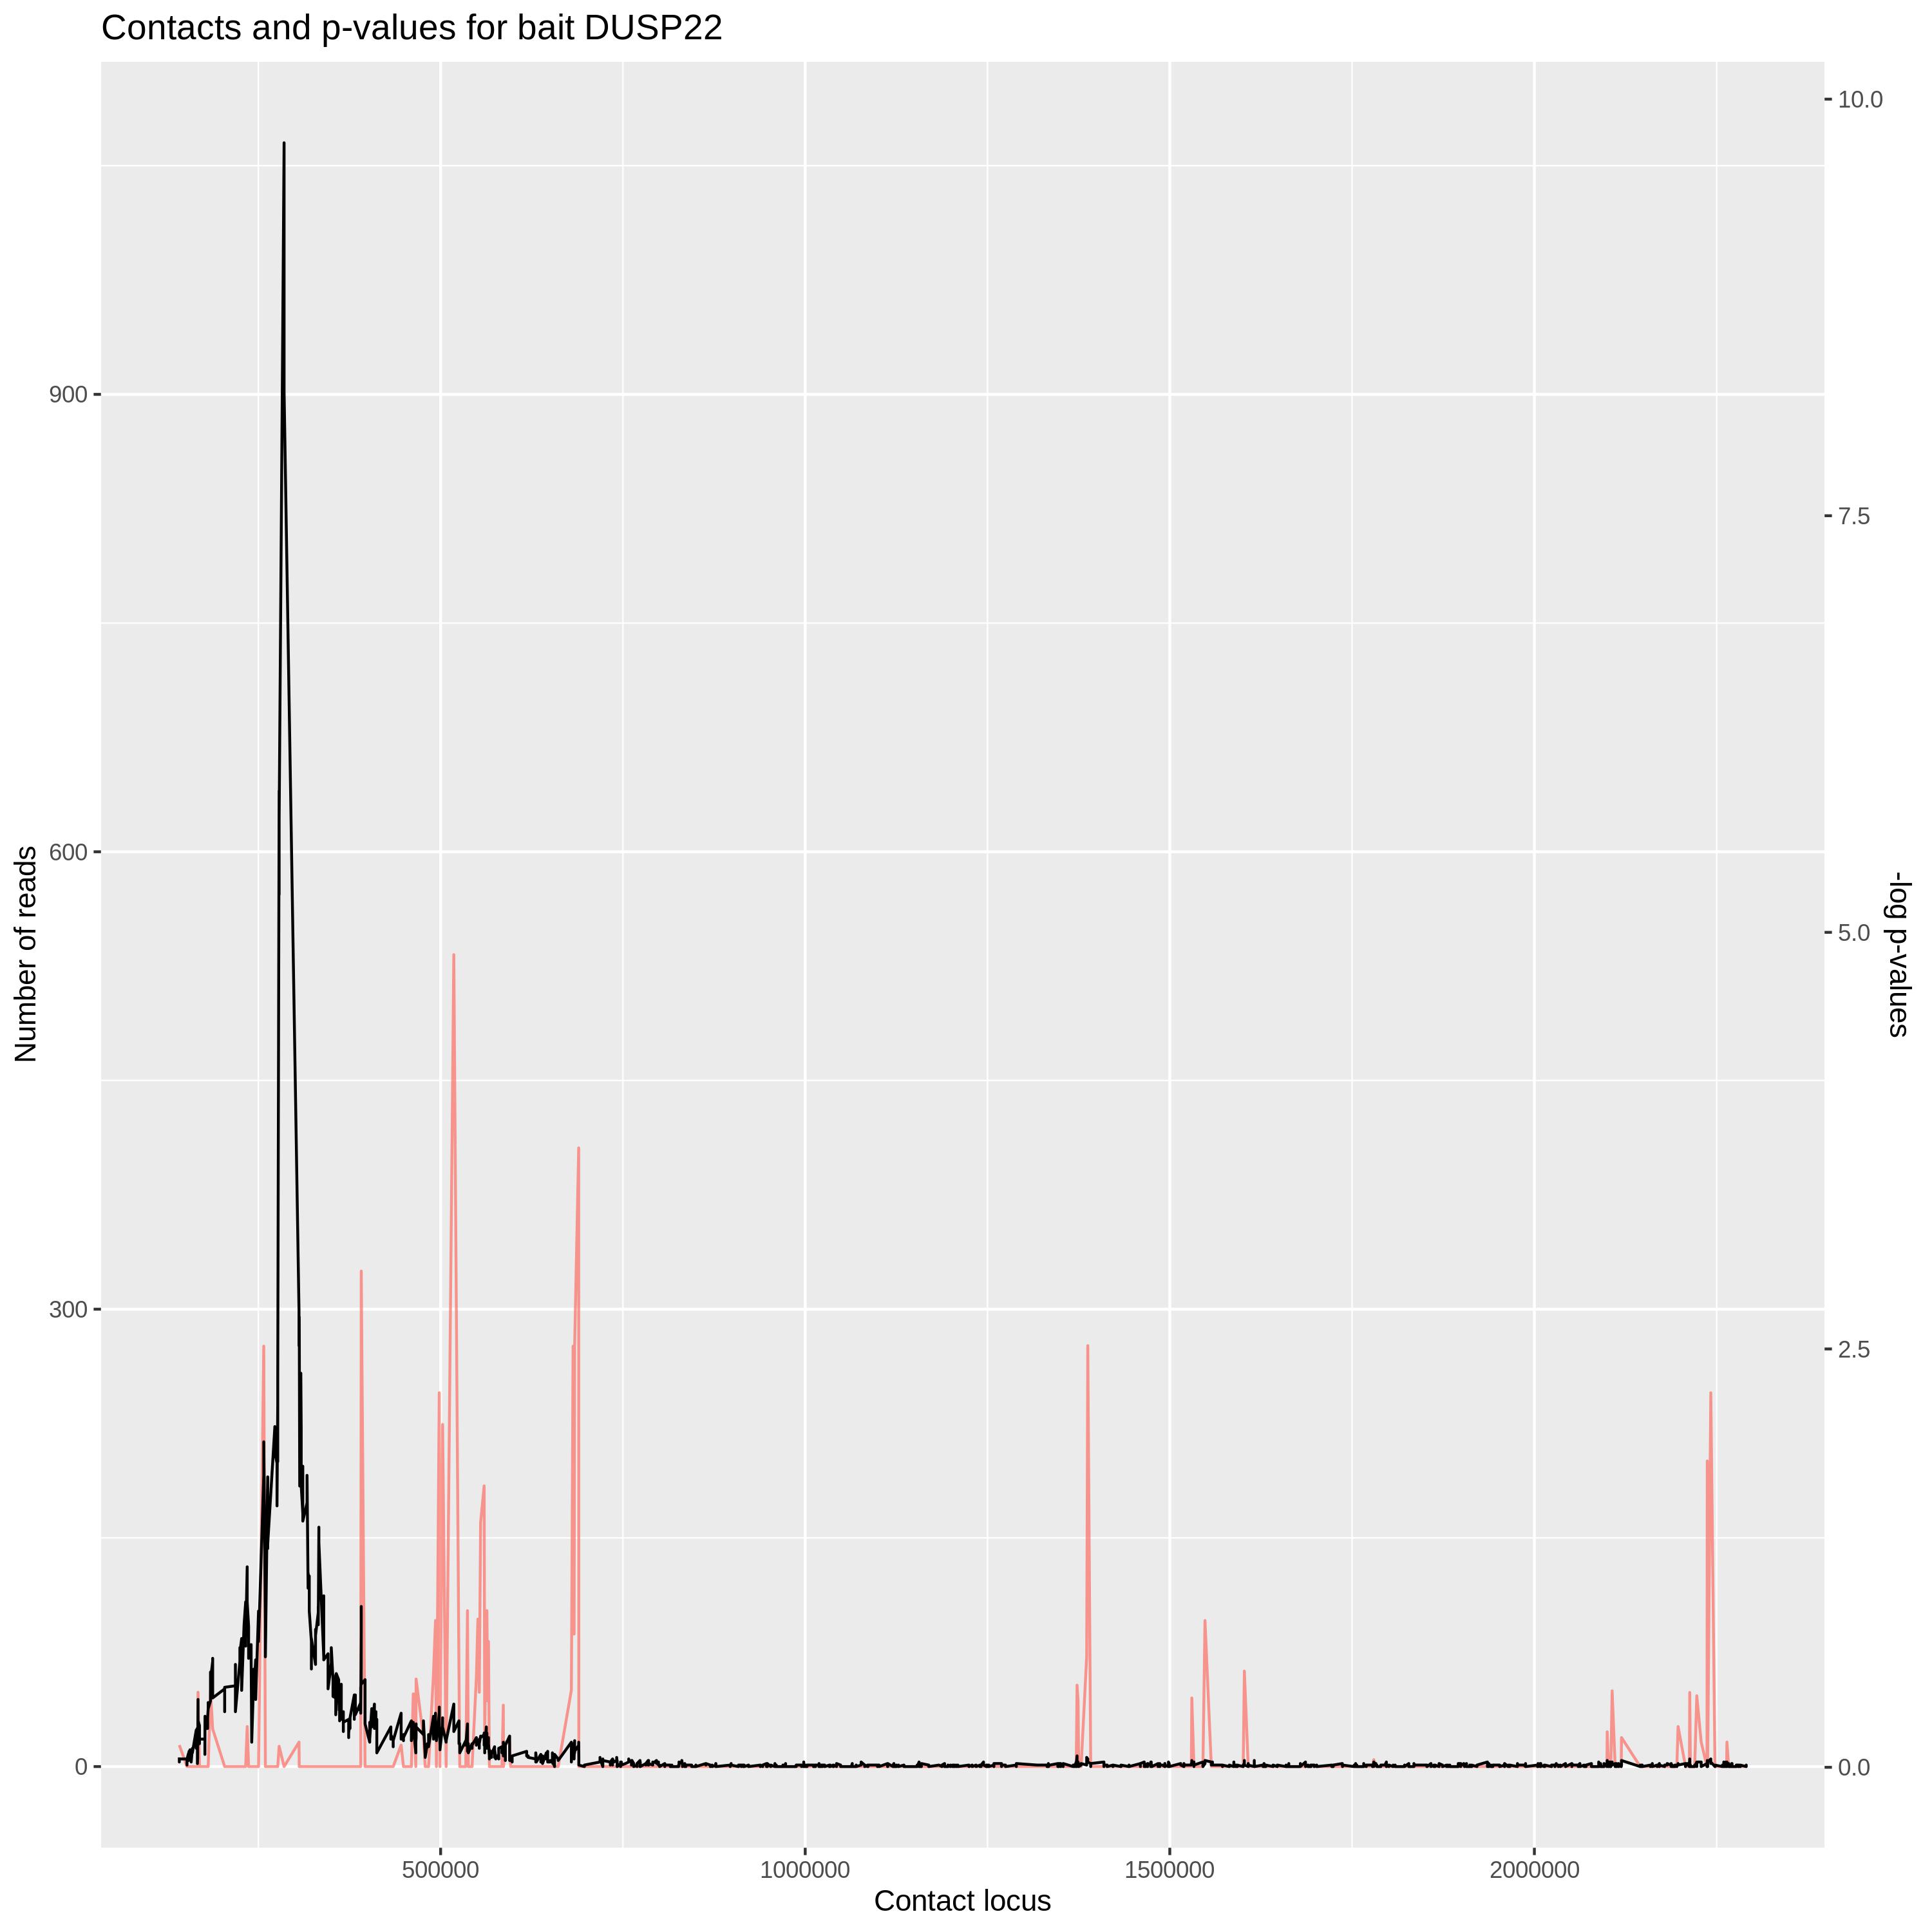 Contacts and p-values for bait DUSP22
10.0
900
7.5
600
5.0
Number of reads
-log p-values
300
2.5
0
0.0
500000 1000000 1500000 2000000
Contact locus